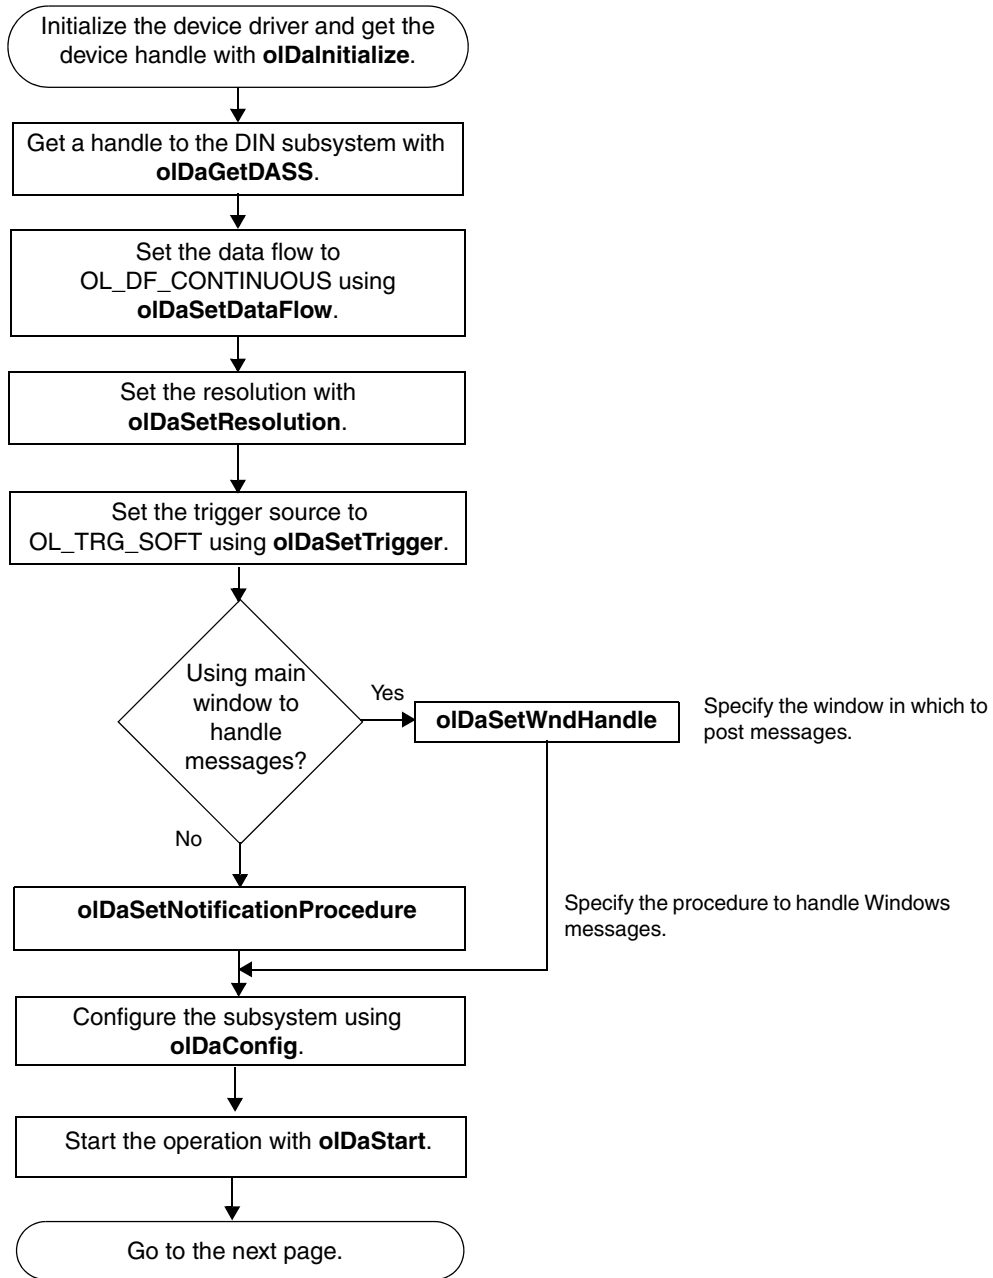 Initialize the device driver and get the
device handle with olDaInitialize.
Get a handle to the DIN subsystem with
olDaGetDASS.
Set the data flow to
OL_DF_CONTINUOUS using
olDaSetDataFlow.
Set the resolution with
olDaSetResolution.
Set the trigger source to
OL_TRG_SOFT using olDaSetTrigger.
Using main
window to
handle
messages?
Yes
olDaSetWndHandle
Specify the window in which to
post messages.
No
olDaSetNotificationProcedure
Specify the procedure to handle Windows
messages.
Configure the subsystem using
olDaConfig.
Start the operation with olDaStart.
Go to the next page.